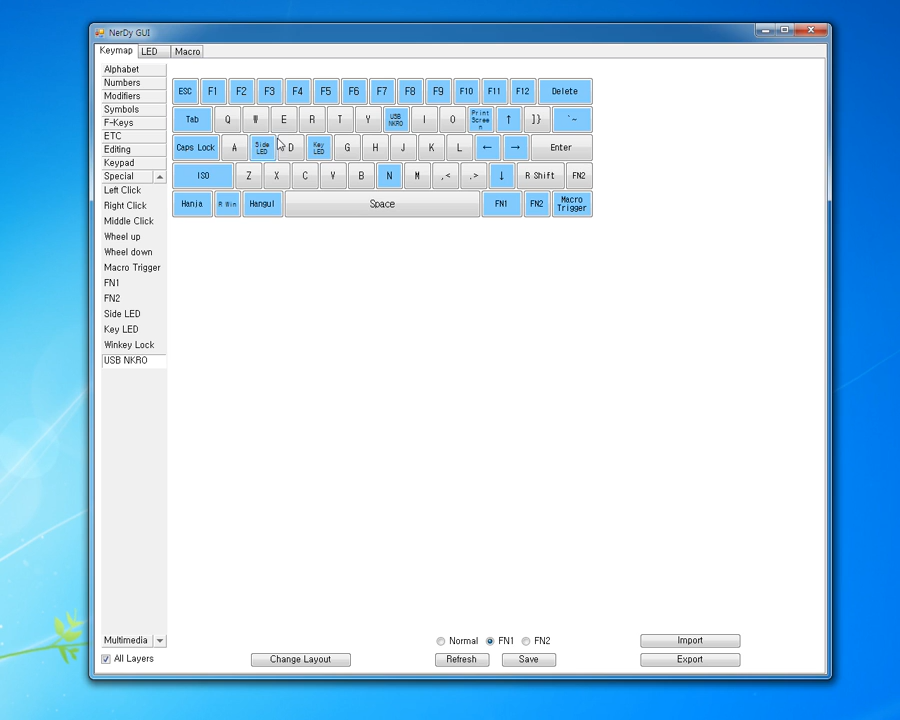 NerDy GUI
Keymap LED Macro
Alphabet
Numbers
Modifiers
Symbols
F-Keys
ETC
Editing
Keypad
Special
Left Click
Right Click
Middle Click
Wheel up
Wheel down
Macro Trigger
FN1
FN2
Side LED
Key LED
Winkey Lock
USB NKRO
Multimedia
All Layers
ESC F1 F2 F3 F4 F5 F6 F7 F8 F9 F10 F11 F12 Delete
Tab Q W E R T Y USB NKRO I O Print Screen ↑ ]} `~
Caps Lock A Side LED D Key LED G H J K L ← → Enter
ISO Z X C V B N M ,< .> ↓ R Shift FN2
Hanja R Win Hangul Space FN1 FN2 Macro Trigger
Normal FN1 FN2
Change Layout Refresh Save
Import
Export